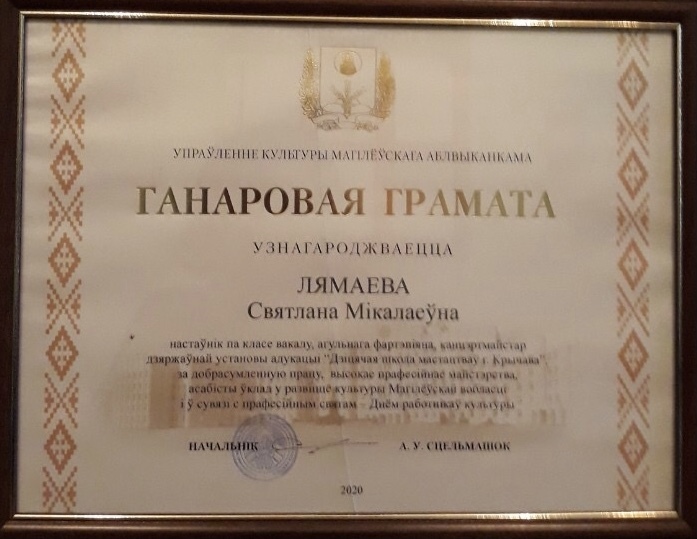 УПРАЎЛЕННЕ КУЛЬТУРЫ МАГІЛЁЎСКАГА АБЛВЫКАНКАМА
ГАНАРОВАЯ ГРАМАТА
УЗНАГАРОДЖВАЕЦЦА
ЛЯМАЕВА
Святлана Мікалаеўна
настаўнік па класе вакалу, агульнага фартэпіяна, канцэртмайстар
дзяржаўнай установы адукацыі "Дзіцячая школа мастацтваў г. Крычава"
за добрасумленную працу, высокае прафесійнае майстэрства,
асабісты ўклад у развіццё культуры Магілёўскай вобласці
і ў сувязі с прафесійным святам - Днём работнікаў культуры
НАЧАЛЬНІК А. У. СЦЕЛЬМАШОК
2020